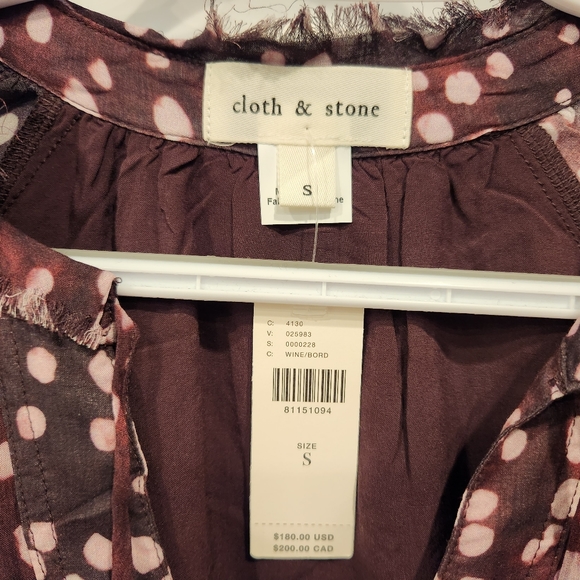 cloth & stone
S
C: 4130
V: 025983
S: 0000228
C: WINE/BORD
81151094
SIZE
S
$180.00 USD
$200.00 CAD